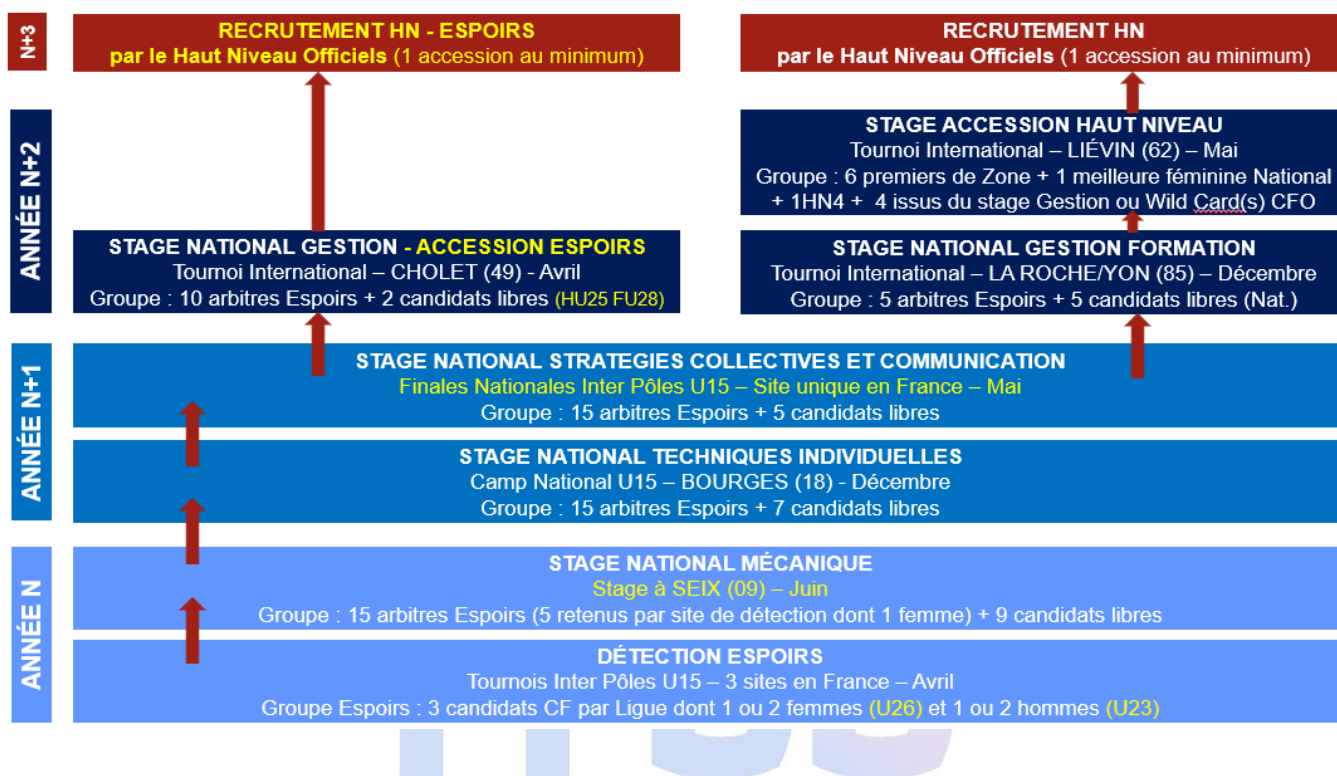 N+3
RECRUTEMENT HN - ESPOIRS
par le Haut Niveau Officiels (1 accession au minimum)
RECRUTEMENT HN
par le Haut Niveau Officiels (1 accession au minimum)
ANNÉE N+2
STAGE ACCESSION HAUT NIVEAU
Tournoi International – LIÉVIN (62) – Mai
Groupe : 6 premiers de Zone + 1 meilleure féminine National
+ 1HN4 + 4 issus du stage Gestion ou Wild Card(s) CFO
STAGE NATIONAL GESTION - ACCESSION ESPOIRS
Tournoi International – CHOLET (49) - Avril
Groupe : 10 arbitres Espoirs + 2 candidats libres (HU25 FU28)
STAGE NATIONAL GESTION FORMATION
Tournoi International – LA ROCHE/YON (85) – Décembre
Groupe : 5 arbitres Espoirs + 5 candidats libres (Nat.)
ANNÉE N+1
STAGE NATIONAL STRATEGIES COLLECTIVES ET COMMUNICATION
Finales Nationales Inter Pôles U15 – Site unique en France – Mai
Groupe : 15 arbitres Espoirs + 5 candidats libres
STAGE NATIONAL TECHNIQUES INDIVIDUELLES
Camp National U15 – BOURGES (18) - Décembre
Groupe : 15 arbitres Espoirs + 7 candidats libres
ANNÉE N
STAGE NATIONAL MÉCANIQUE
Stage à SEIX (09) – Juin
Groupe : 15 arbitres Espoirs (5 retenus par site de détection dont 1 femme) + 9 candidats libres
DÉTECTION ESPOIRS
Tournois Inter Pôles U15 – 3 sites en France – Avril
Groupe Espoirs : 3 candidats CF par Ligue dont 1 ou 2 femmes (U26) et 1 ou 2 hommes (U23)